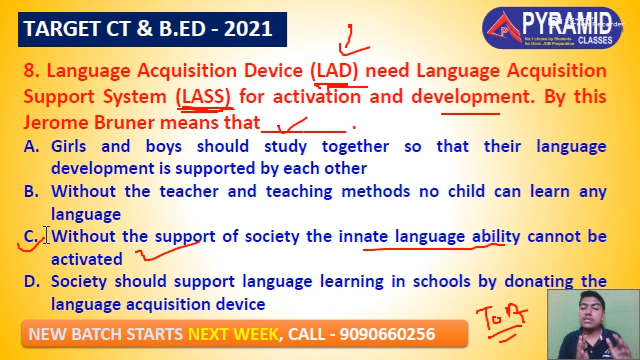 TARGET CT & B.ED - 2021
PYRAMID
CLASSES
8. Language Acquisition Device (LAD) need Language Acquisition
Support System (LASS) for activation and development. By this
Jerome Bruner means that__________ .
A. Girls and boys should study together so that their language
development is supported by each other
B. Without the teacher and teaching methods no child can learn any
language
C. Without the support of society the innate language ability cannot be
activated
D. Society should support language learning in schools by donating the
language acquisition device
NEW BATCH STARTS NEXT WEEK, CALL - 9090660256